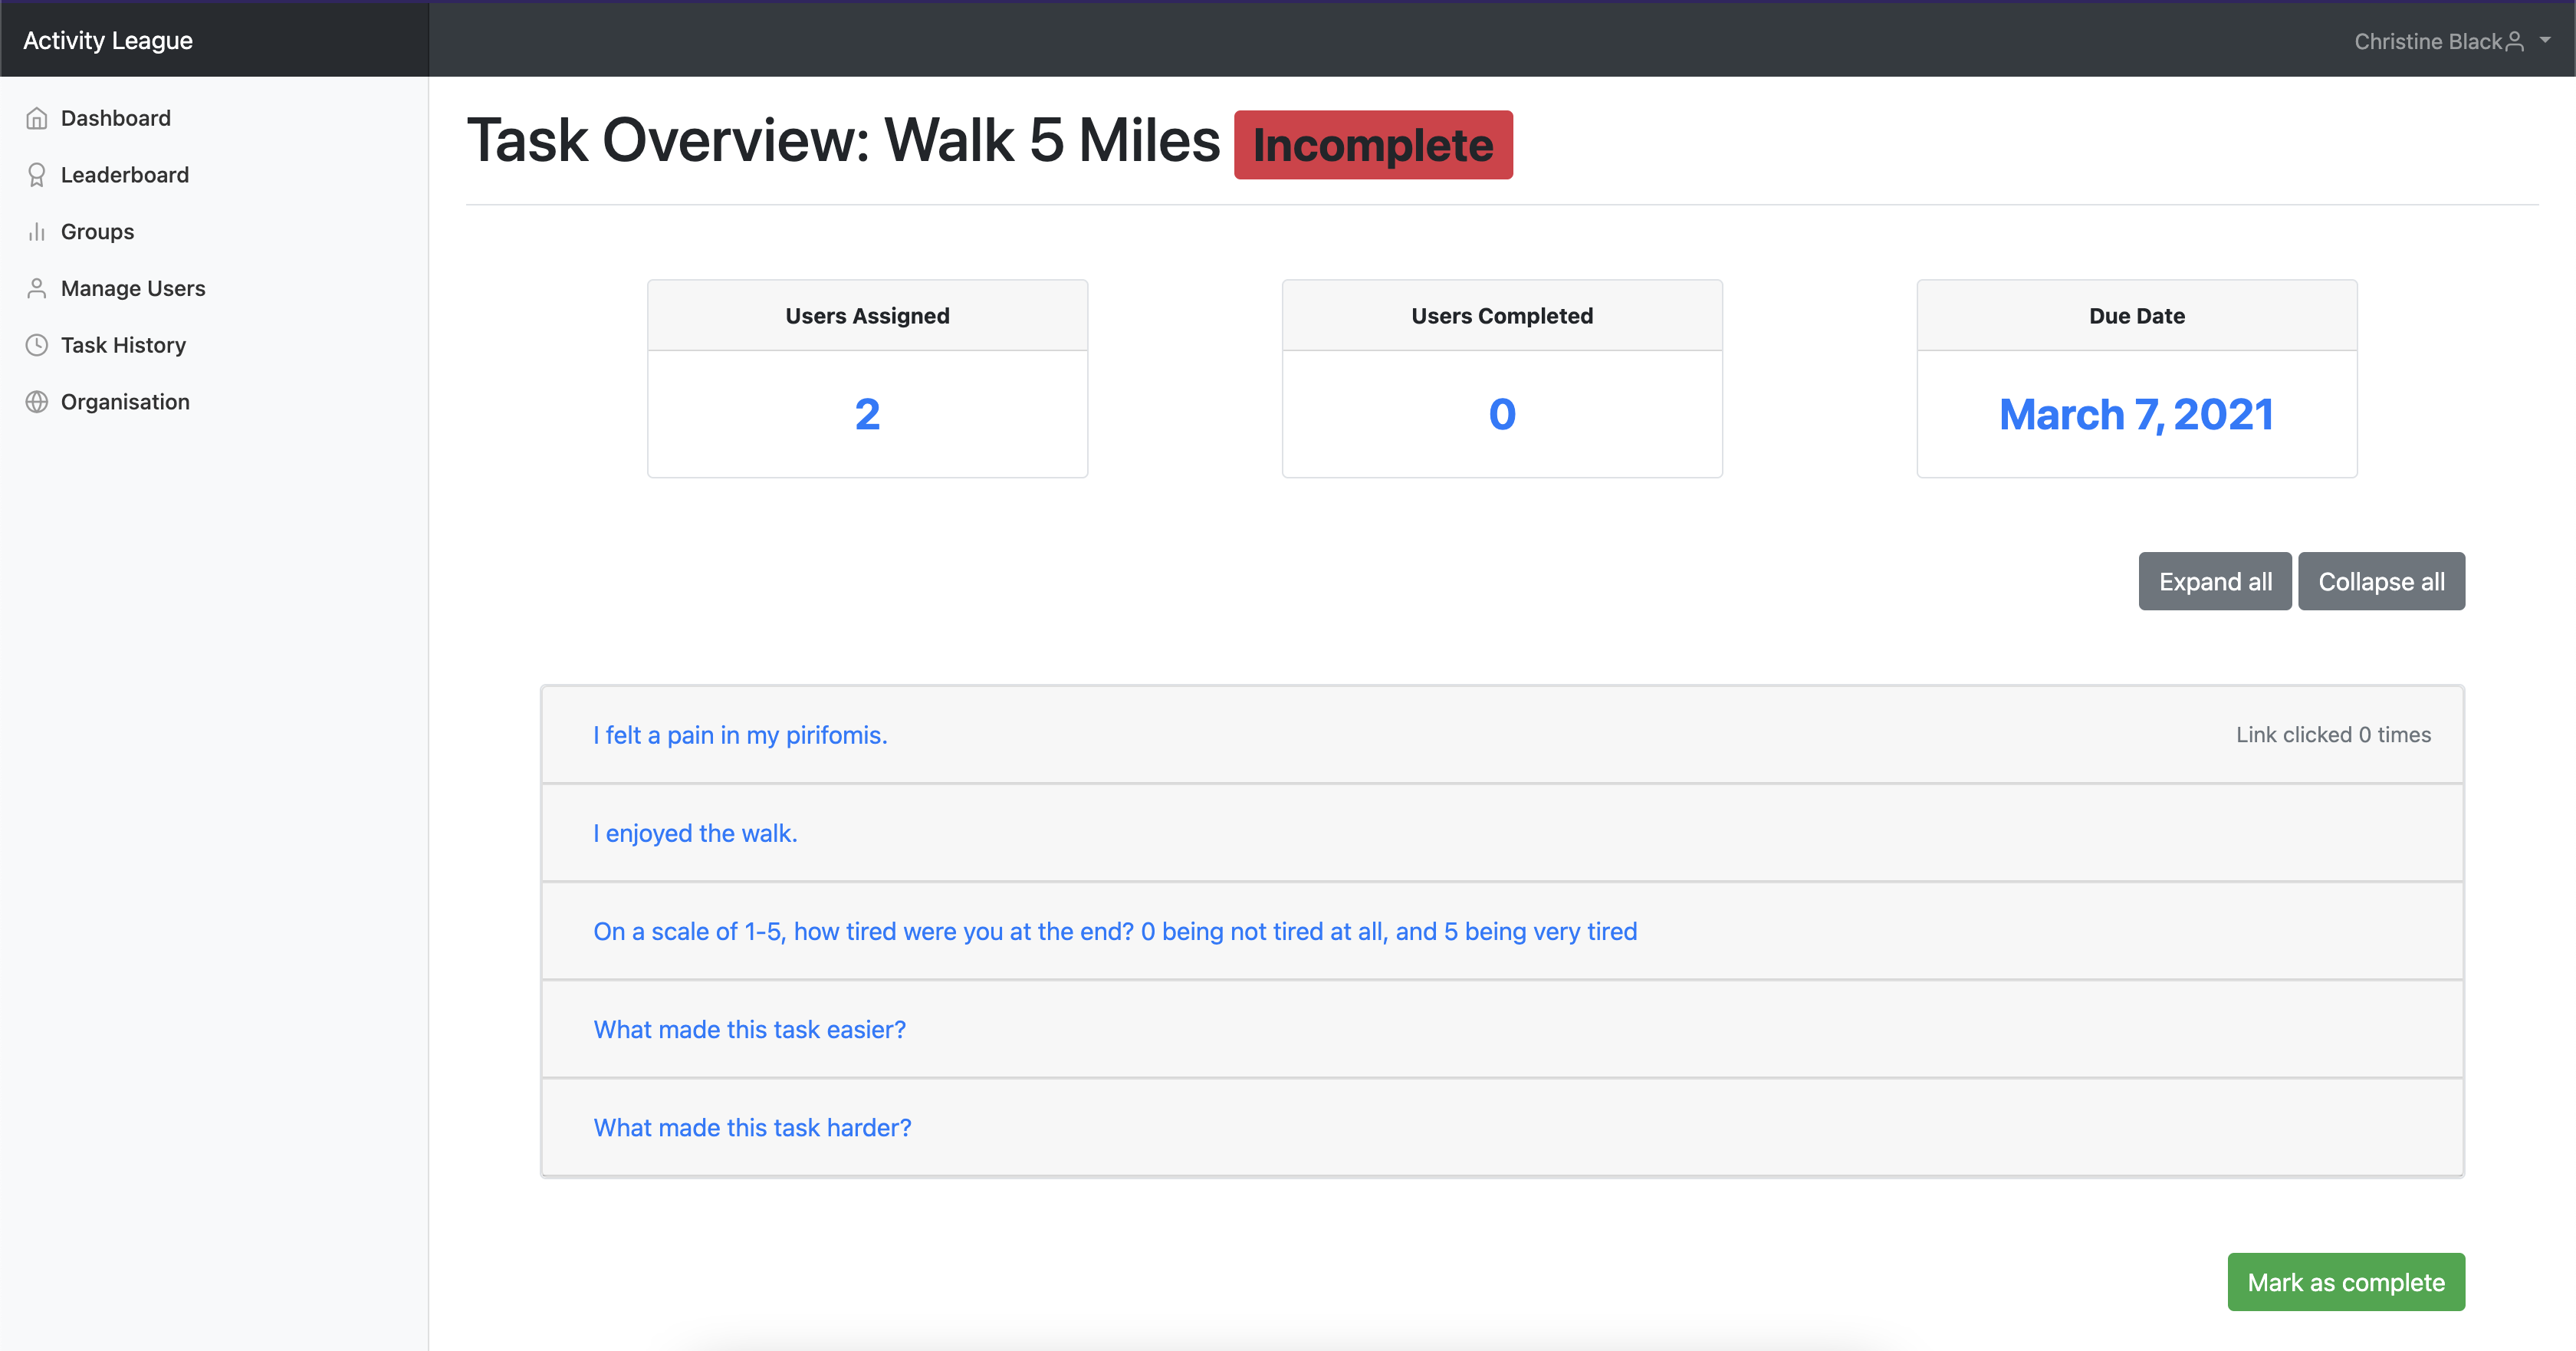 Activity League
Christine Black
Dashboard
Leaderboard
Groups
Manage Users
Task History
Organisation
Task Overview: Walk 5 Miles Incomplete
Users Assigned
2
Users Completed
0
Due Date
March 7, 2021
Expand all
Collapse all
I felt a pain in my pirifomis.
Link clicked 0 times
I enjoyed the walk.
On a scale of 1-5, how tired were you at the end? 0 being not tired at all, and 5 being very tired
What made this task easier?
What made this task harder?
Mark as complete